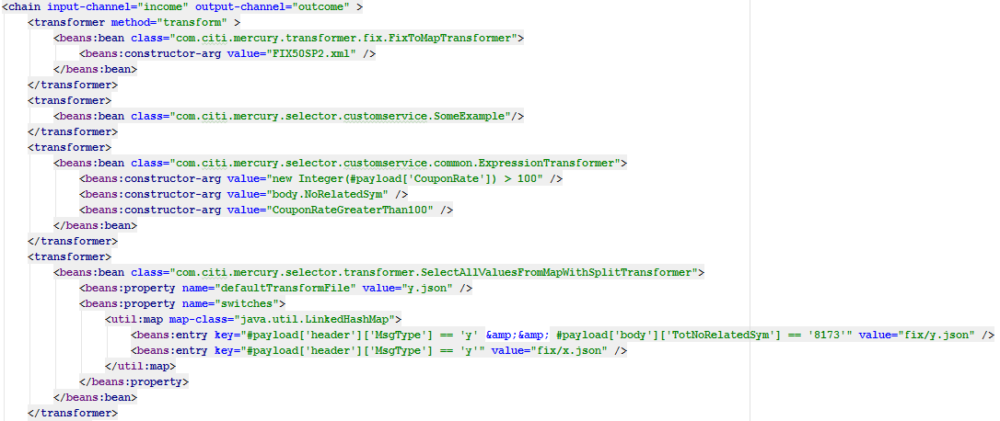 <chain input-channel="income" output-channel="outcome" >
<transformer method="transform" >
<beans:bean class="com.citi.mercury.transformer.fix.FixToMapTransformer">
<beans:constructor-arg value="FIX50SP2.xml" />
</beans:bean>
</transformer>
<transformer>
<beans:bean class="com.citi.mercury.selector.customservice.SomeExample"/>
</transformer>
<transformer>
<beans:bean class="com.citi.mercury.selector.customservice.common.ExpressionTransformer">
<beans:constructor-arg value="new Integer(#payload['CouponRate']) > 100" />
<beans:constructor-arg value="body.NoRelatedSym" />
<beans:constructor-arg value="CouponRateGreaterThan100" />
</beans:bean>
</transformer>
<transformer>
<beans:bean class="com.citi.mercury.selector.transformer.SelectAllValuesFromMapWithSplitTransformer">
<beans:property name="defaultTransformFile" value="y.json" />
<beans:property name="switches">
<util:map map-class="java.util.LinkedHashMap">
<beans:entry key="#payload['header']['MsgType'] == 'y' &amp;&amp; #payload['body']['TotNoRelatedSym'] == '8173'" value="fix/y.json" />
<beans:entry key="#payload['header']['MsgType'] == 'y'" value="fix/x.json" />
</util:map>
</beans:property>
</beans:bean>
</transformer>